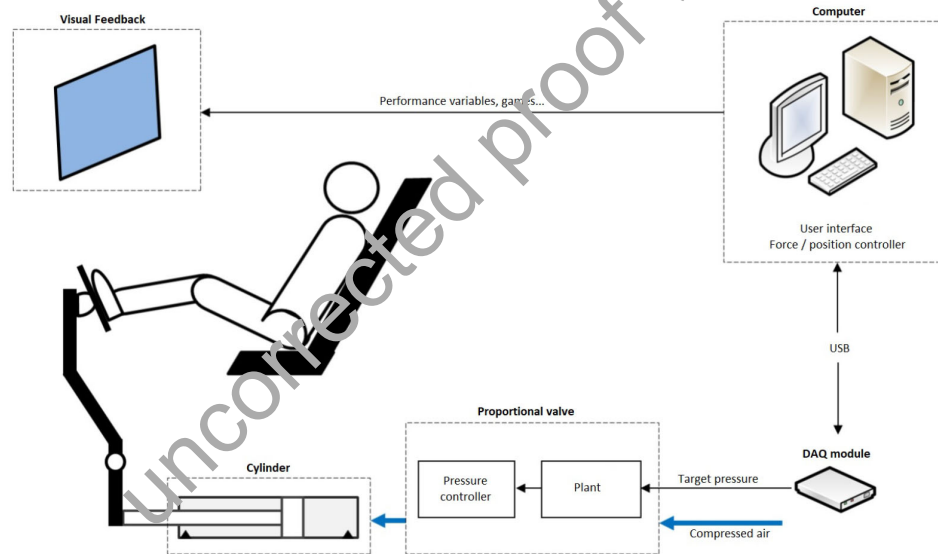 Visual Feedback
Computer
Performance variables, games...
User interface
Force / position controller
USB
Proportional valve
DAQ module
Cylinder
Pressure
controller
Plant
Target pressure
Compressed air
uncorrected proof